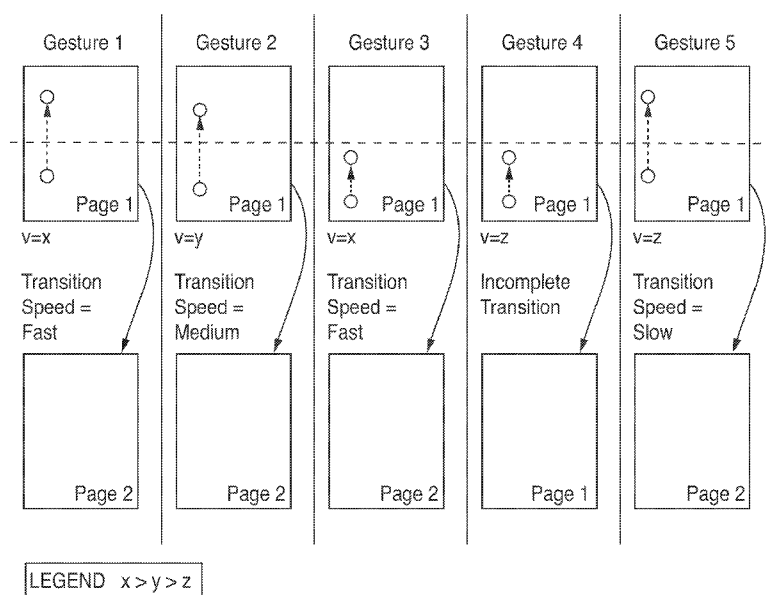 Gesture 1
Gesture 2
Gesture 3
Gesture 4
Gesture 5
Page 1
Page 1
Page 1
Page 1
Page 1
v=x
v=y
v=x
v=z
v=z
Transition
Speed =
Fast
Transition
Speed =
Medium
Transition
Speed =
Fast
Incomplete
Transition
Transition
Speed =
Slow
Page 2
Page 2
Page 2
Page 1
Page 2
LEGEND x > y > z